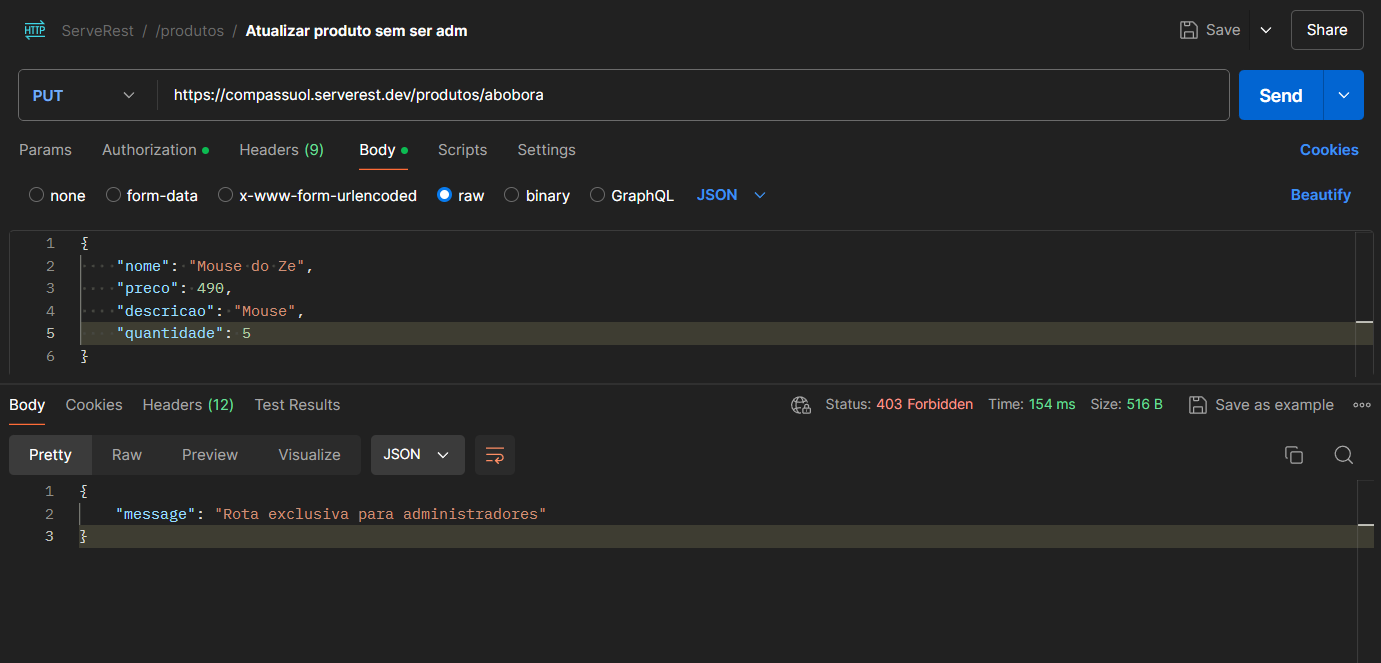 HTTP ServeRest / /produtos / Atualizar produto sem ser adm Save Share
PUT https://compassuol.serverest.dev/produtos/abobora Send
Params Authorization Headers (9) Body Scripts Settings Cookies
none form-data x-www-form-urlencoded raw binary GraphQL JSON Beautify
1 {
2 "nome": "Mouse do Ze",
3 "preco": 490,
4 "descricao": "Mouse",
5 "quantidade": 5
6 }
Body Cookies Headers (12) Test Results Status: 403 Forbidden Time: 154 ms Size: 516 B Save as example
Pretty Raw Preview Visualize JSON
1 {
2 "message": "Rota exclusiva para administradores"
3 }